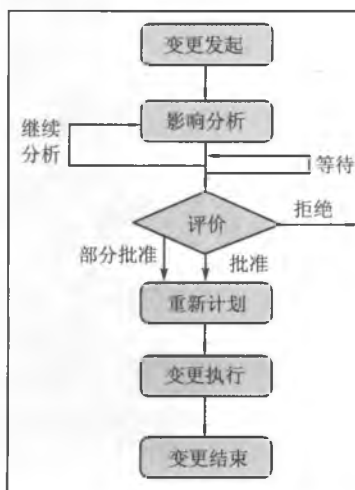 变更发起
影响分析
继续
分析
等待
评价
拒绝
部分批准
批准
重新计划
变更执行
变更结束